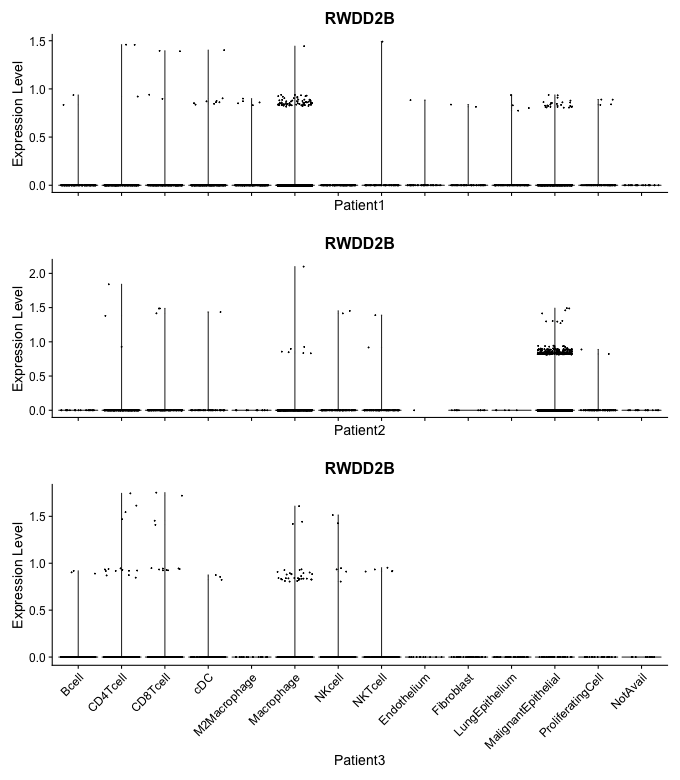 RWDD2B
Expression Level
1.5
1.0
0.5
0.0
Patient1
RWDD2B
Expression Level
2.0
1.5
1.0
0.5
0.0
Patient2
RWDD2B
Expression Level
1.5
1.0
0.5
0.0
Bcell
CD4Tcell
CD8Tcell
cDC
M2Macrophage
Macrophage
NKcell
NKTcell
Endothelium
Fibroblast
LungEpithelium
MalignantEpithelial
ProliferatingCell
NotAvail
Patient3